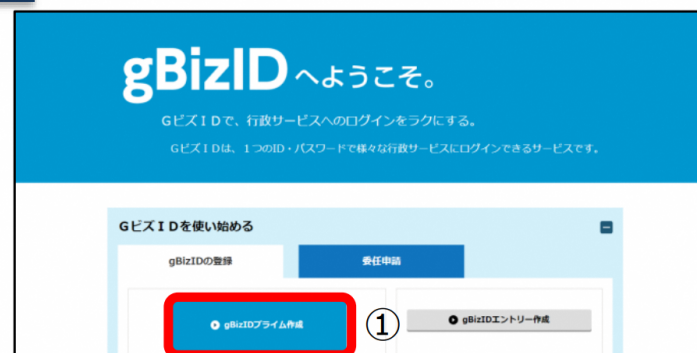 gBizIDへようこそ。
GビズIDで、行政サービスへのログインをラクにする。
GビズIDは、1つのID・パスワードで様々な行政サービスにログインできるサービスです。
GビズIDを使い始める
gBizIDの登録 委任申請
gBizIDプライム作成 ① gBizIDエントリー作成